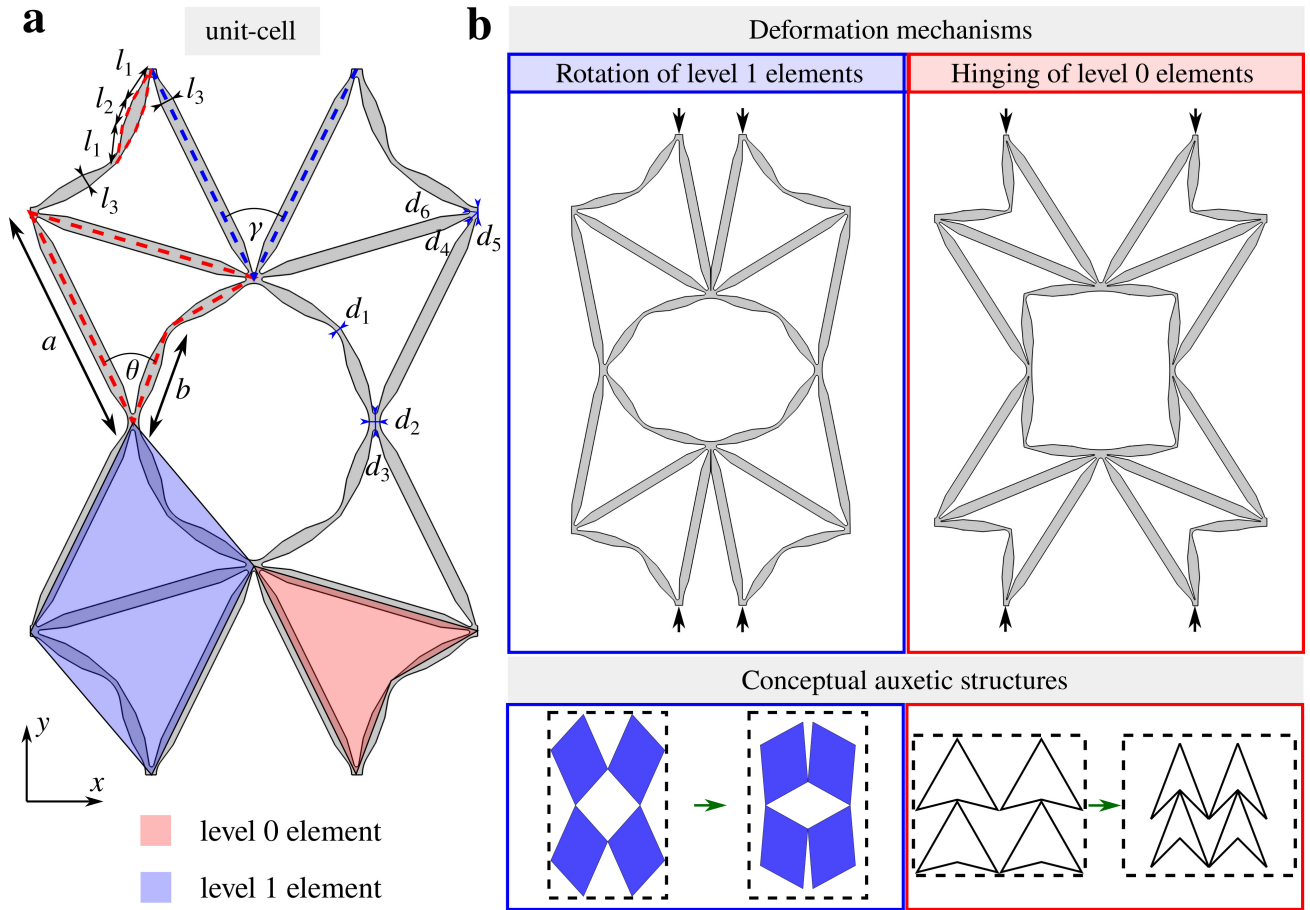 a
unit-cell
l₁
l₂
l₁
l₃
l₃
γ
d₆
d₄
d₅
a
θ
b
d₁
d₂
d₃
y
x
level 0 element
level 1 element
b
Deformation mechanisms
Rotation of level 1 elements
Hinging of level 0 elements
Conceptual auxetic structures